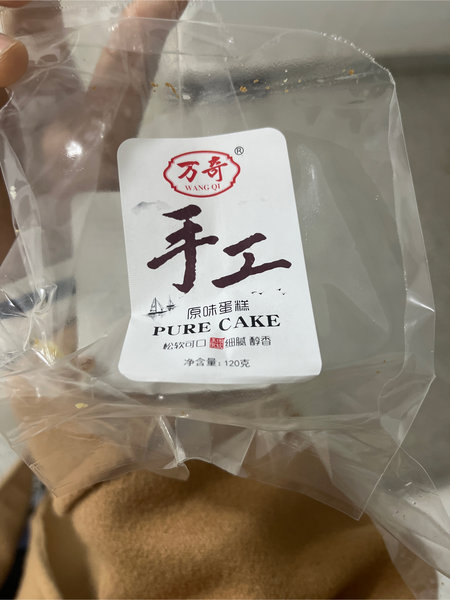 万奇®
WANG QI
手工
原味蛋糕
PURE CAKE
松软可口 细腻 醇香
净含量：120克